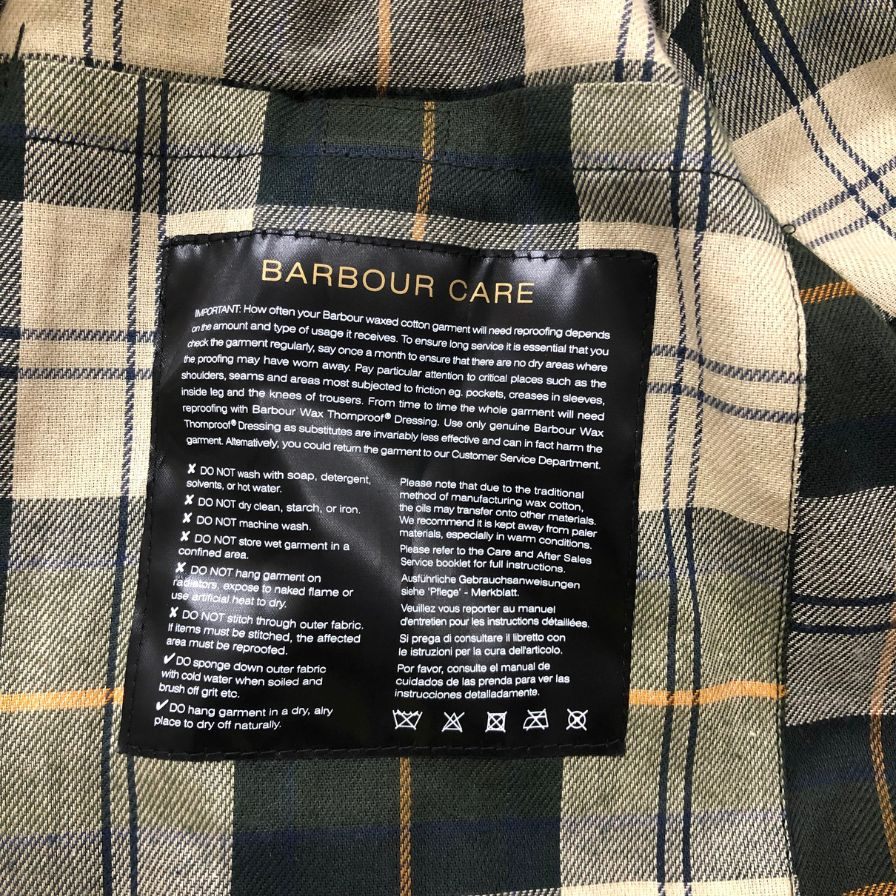 BARBOUR CARE
IMPORTANT: How often your Barbour waxed cotton garment will need reproofing depends
on the amount and type of usage it receives. To ensure long service it is essential that you
check the garment regularly, say once a month to ensure that there are no dry areas where
the proofing may have worn away. Pay particular attention to critical places such as the
shoulders, seams and areas most subjected to friction eg. pockets, creases in sleeves,
inside leg and the knees of trousers. From time to time the whole garment will need
reproofing with Barbour Wax Thornproof® Dressing. Use only genuine Barbour Wax
Thornproof® Dressing as substitutes are invariably less effective and can in fact harm the
garment. Alternatively, you could return the garment to our Customer Service Department.
✘ DO NOT wash with soap, detergent,
solvents, or hot water.
✘ DO NOT dry clean, starch, or iron.
✘ DO NOT machine wash.
✘ DO NOT store wet garment in a
confined area.
✘ DO NOT hang garment on
radiators, expose to naked flame or
use artificial heat to dry.
✘ DO NOT stitch through outer fabric.
If items must be stitched, the affected
area must be reproofed.
✔ DO sponge down outer fabric
with cold water when soiled and
brush off grit etc.
✔ DO hang garment in a dry, airy
place to dry off naturally.
Please note that due to the traditional
method of manufacturing wax cotton,
the oils may transfer onto other materials.
We recommend it is kept away from paler
materials, especially in warm conditions.
Please refer to the Care and After Sales
Service booklet for full instructions.
Ausführliche Gebrauchsanweisungen
siehe 'Pflege' - Merkblatt.
Veuillez vous reporter au manuel
d'entretien pour les instructions détaillées.
Si prega di consultare il libretto con
le istruzioni per la cura dell'articolo.
Por favor, consulte el manual de
cuidados de las prenda para ver las
instrucciones detalladamente.